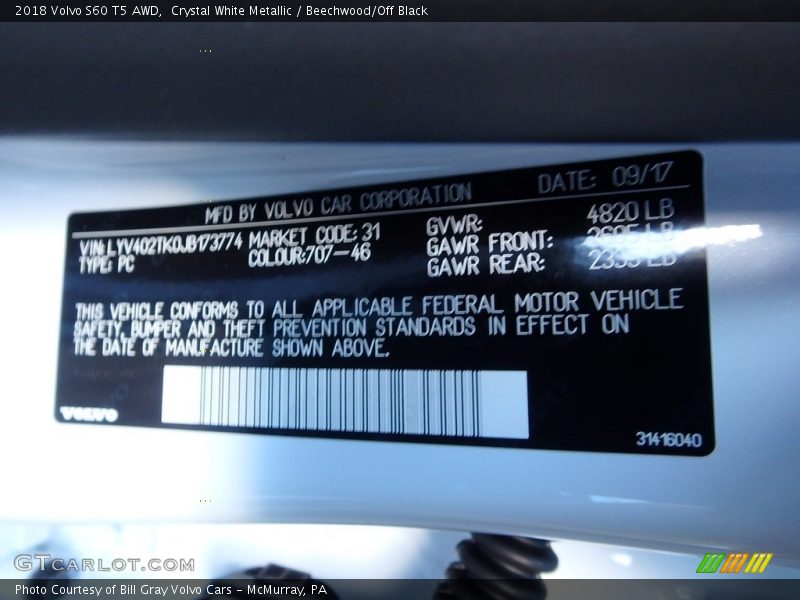 2018 Volvo S60 T5 AWD,  Crystal White Metallic / Beechwood/Off Black
MFD BY VOLVO CAR CORPORATION DATE: 09/17
VIN: LYV402TK0JB173774 MARKET CODE: 31 GVWR: 4820 LB
TYPE: PC COLOUR:707-46 GAWR FRONT: LB
GAWR REAR: LB
THIS VEHICLE CONFORMS TO ALL APPLICABLE FEDERAL MOTOR VEHICLE
SAFETY, BUMPER AND THEFT PREVENTION STANDARDS IN EFFECT ON
THE DATE OF MANUFACTURE SHOWN ABOVE.
VOLVO
31416040
GTCARLOT.COM
Photo Courtesy of Bill Gray Volvo Cars - McMurray, PA